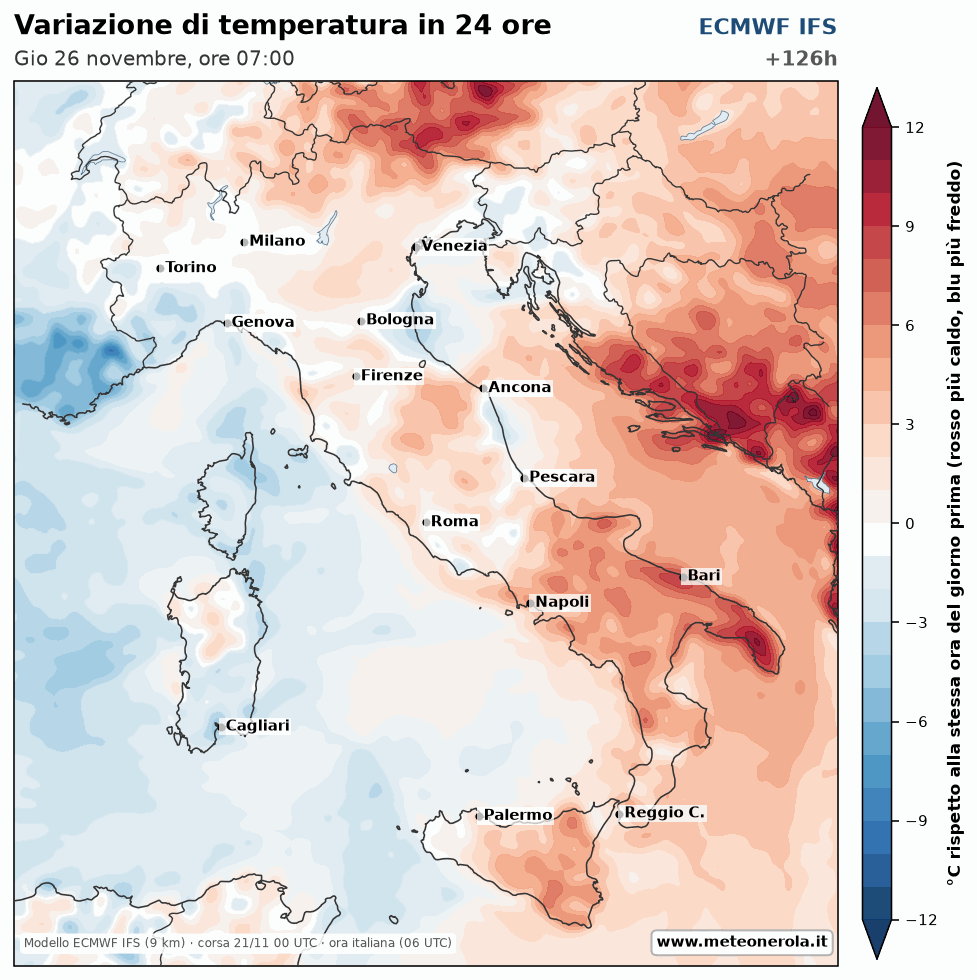 Variazione di temperatura in 24 ore
ECMWF IFS
Gio 26 novembre, ore 07:00
+126h
Milano
Venezia
Torino
Genova
Bologna
Firenze
Ancona
Pescara
Roma
Bari
Napoli
Cagliari
Palermo
Reggio C.
12
9
6
3
0
−3
−6
−9
−12
°C rispetto alla stessa ora del giorno prima (rosso più caldo, blu più freddo)
Modello ECMWF IFS (9 km) · corsa 21/11 00 UTC · ora italiana (06 UTC)
www.meteonerola.it